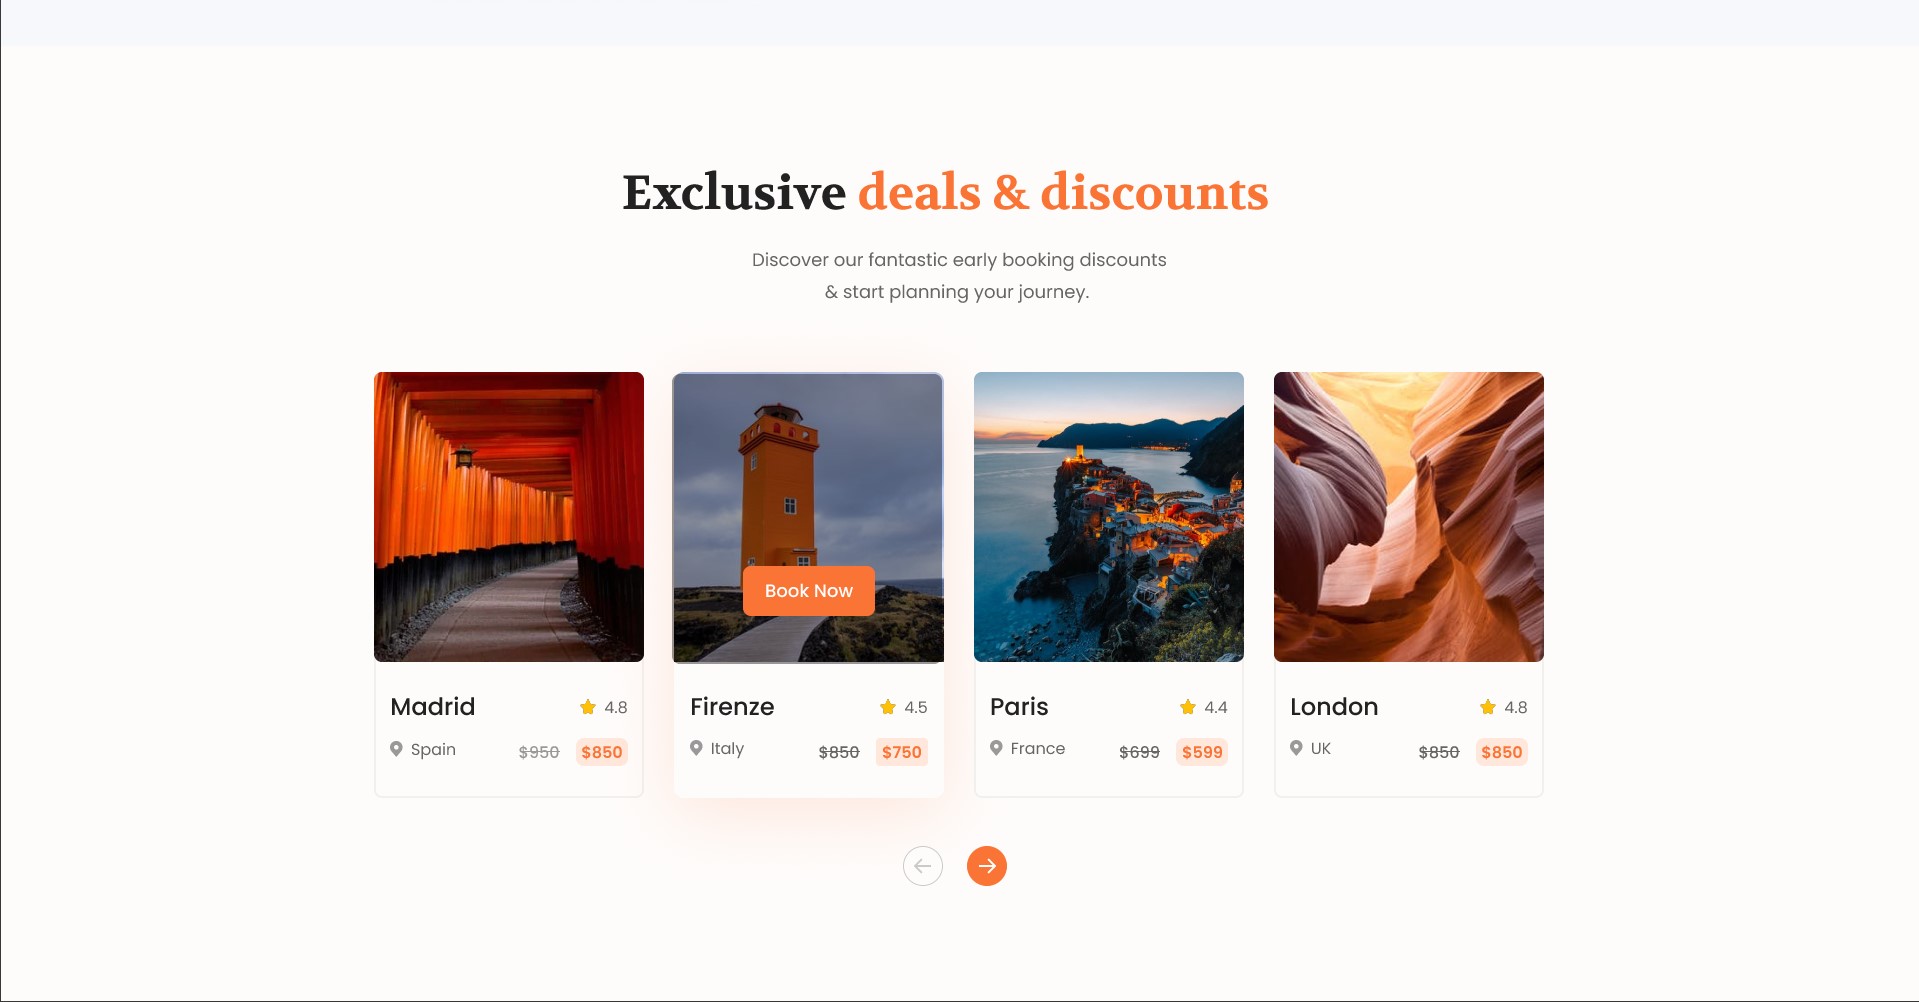 Exclusive deals & discounts
Discover our fantastic early booking discounts
& start planning your journey.
Book Now
Madrid 4.8
Spain $950 $850
Firenze 4.5
Italy $850 $750
Paris 4.4
France $699 $599
London 4.8
UK $850 $850